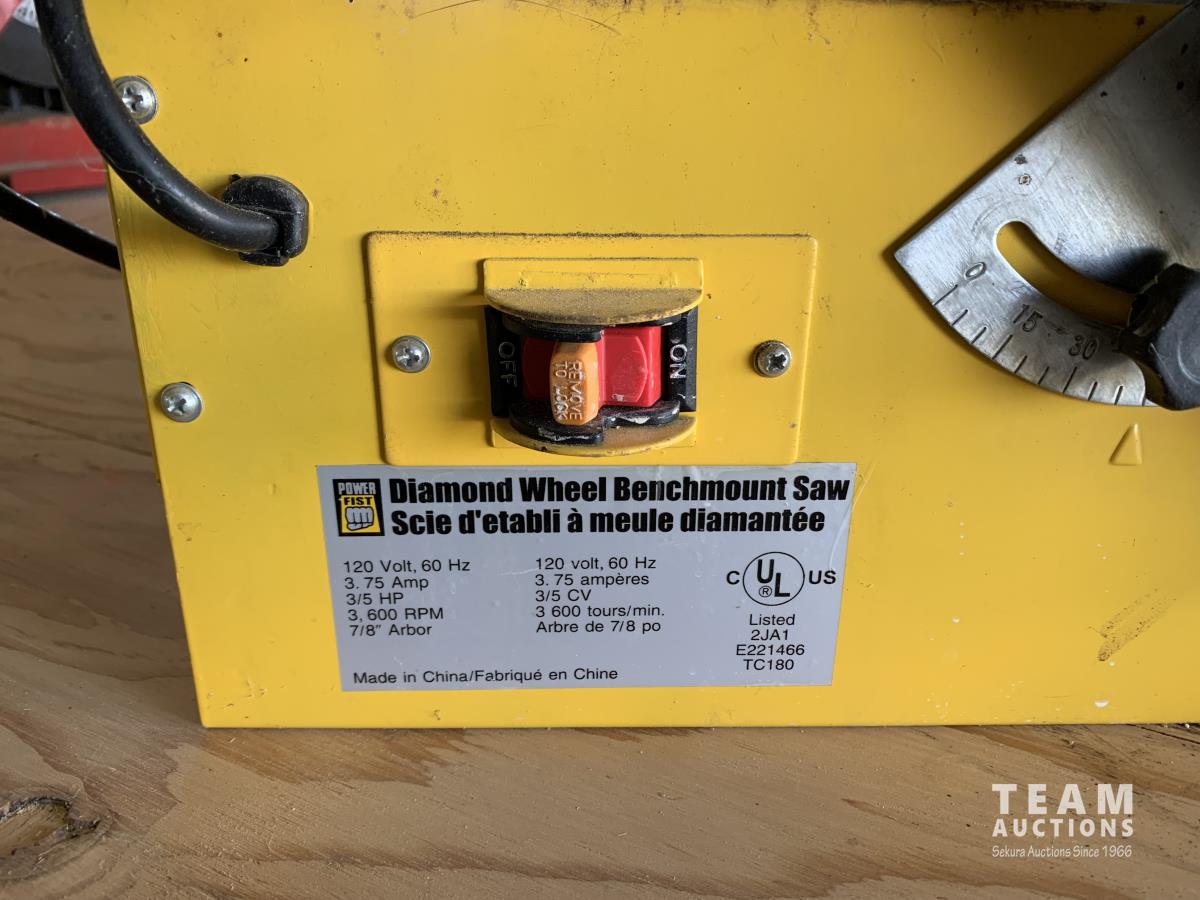 0
15
30
OFF
REMOVE
TO LOCK
ON
POWER
FIST
Diamond Wheel Benchmount Saw
Scie d'etabli à meule diamantée
120 Volt, 60 Hz
3. 75 Amp
3/5 HP
3, 600 RPM
7/8" Arbor
120 volt, 60 Hz
3. 75 ampères
3/5 CV
3 600 tours/min.
Arbre de 7/8 po
C UL US
®
Listed
2JA1
E221466
TC180
Made in China/Fabriqué en Chine
TEAM
AUCTIONS
Sekura Auctions Since 1966